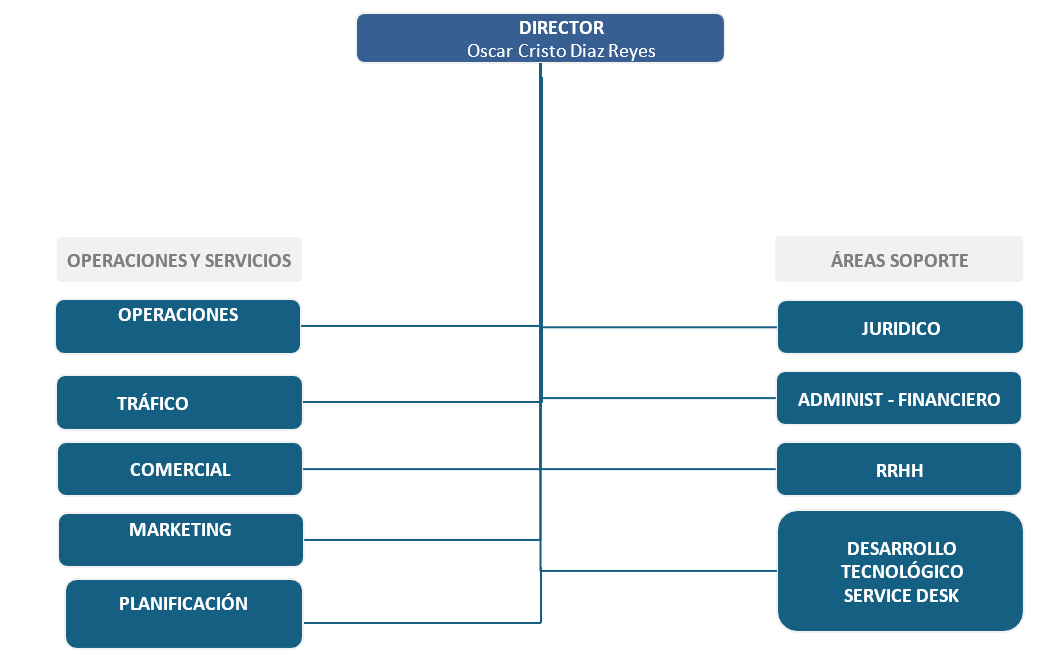 DIRECTOR
Oscar Cristo Diaz Reyes
OPERACIONES Y SERVICIOS
OPERACIONES
TRÁFICO
COMERCIAL
MARKETING
PLANIFICACIÓN
ÁREAS SOPORTE
JURIDICO
ADMINIST - FINANCIERO
RRHH
DESARROLLO
TECNOLÓGICO
SERVICE DESK